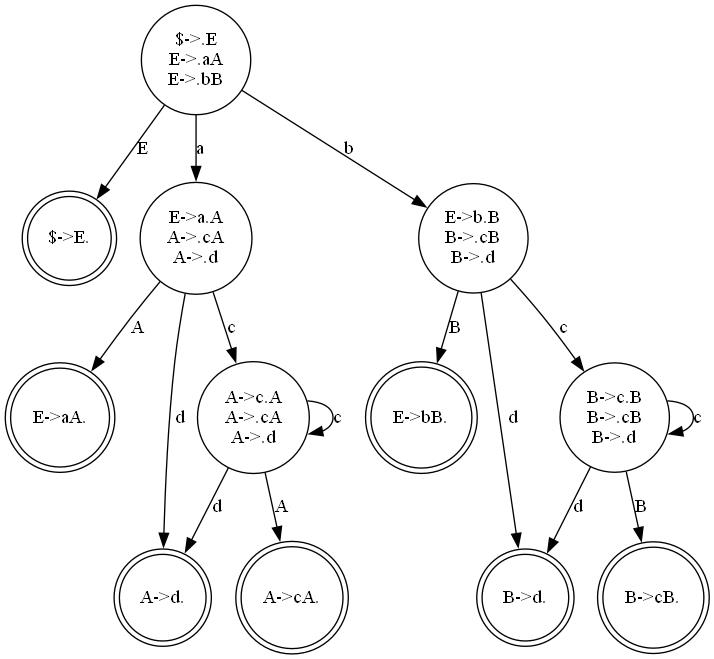 $->.E
E->.aA
E->.bB
E
a
b
$->E.
E->a.A
A->.cA
A->.d
E->b.B
B->.cB
B->.d
A
c
B
c
d
d
E->aA.
A->c.A
A->.cA
A->.d
c
E->bB.
B->c.B
B->.cB
B->.d
c
d
A
d
B
A->d.
A->cA.
B->d.
B->cB.